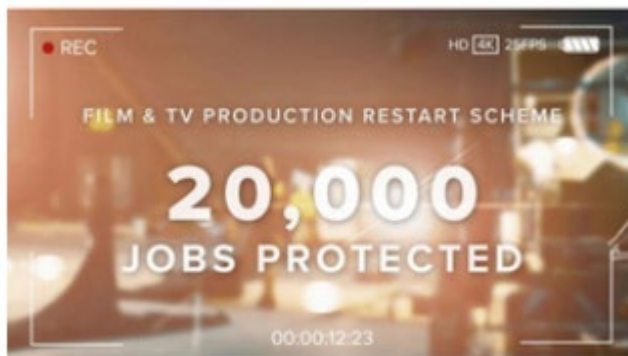 REC
HD 4K 25FPS
FILM & TV PRODUCTION RESTART SCHEME
20,000
JOBS PROTECTED
00:00:12:23